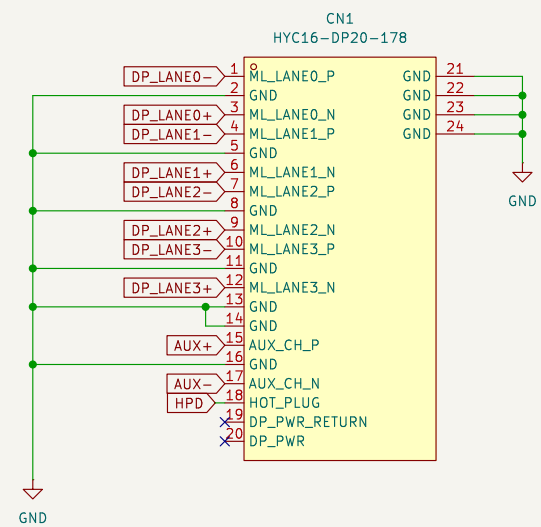 CN1
HYC16-DP20-178
DP_LANE0- 1 ML_LANE0_P GND 21
2 GND GND 22
DP_LANE0+ 3 ML_LANE0_N GND 23
DP_LANE1- 4 ML_LANE1_P GND 24
5 GND
DP_LANE1+ 6 ML_LANE1_N
DP_LANE2- 7 ML_LANE2_P
8 GND
DP_LANE2+ 9 ML_LANE2_N
DP_LANE3- 10 ML_LANE3_P
11 GND
DP_LANE3+ 12 ML_LANE3_N
13 GND
14 GND
AUX+ 15 AUX_CH_P
16 GND
AUX- 17 AUX_CH_N
HPD 18 HOT_PLUG
19 DP_PWR_RETURN
20 DP_PWR
GND
GND